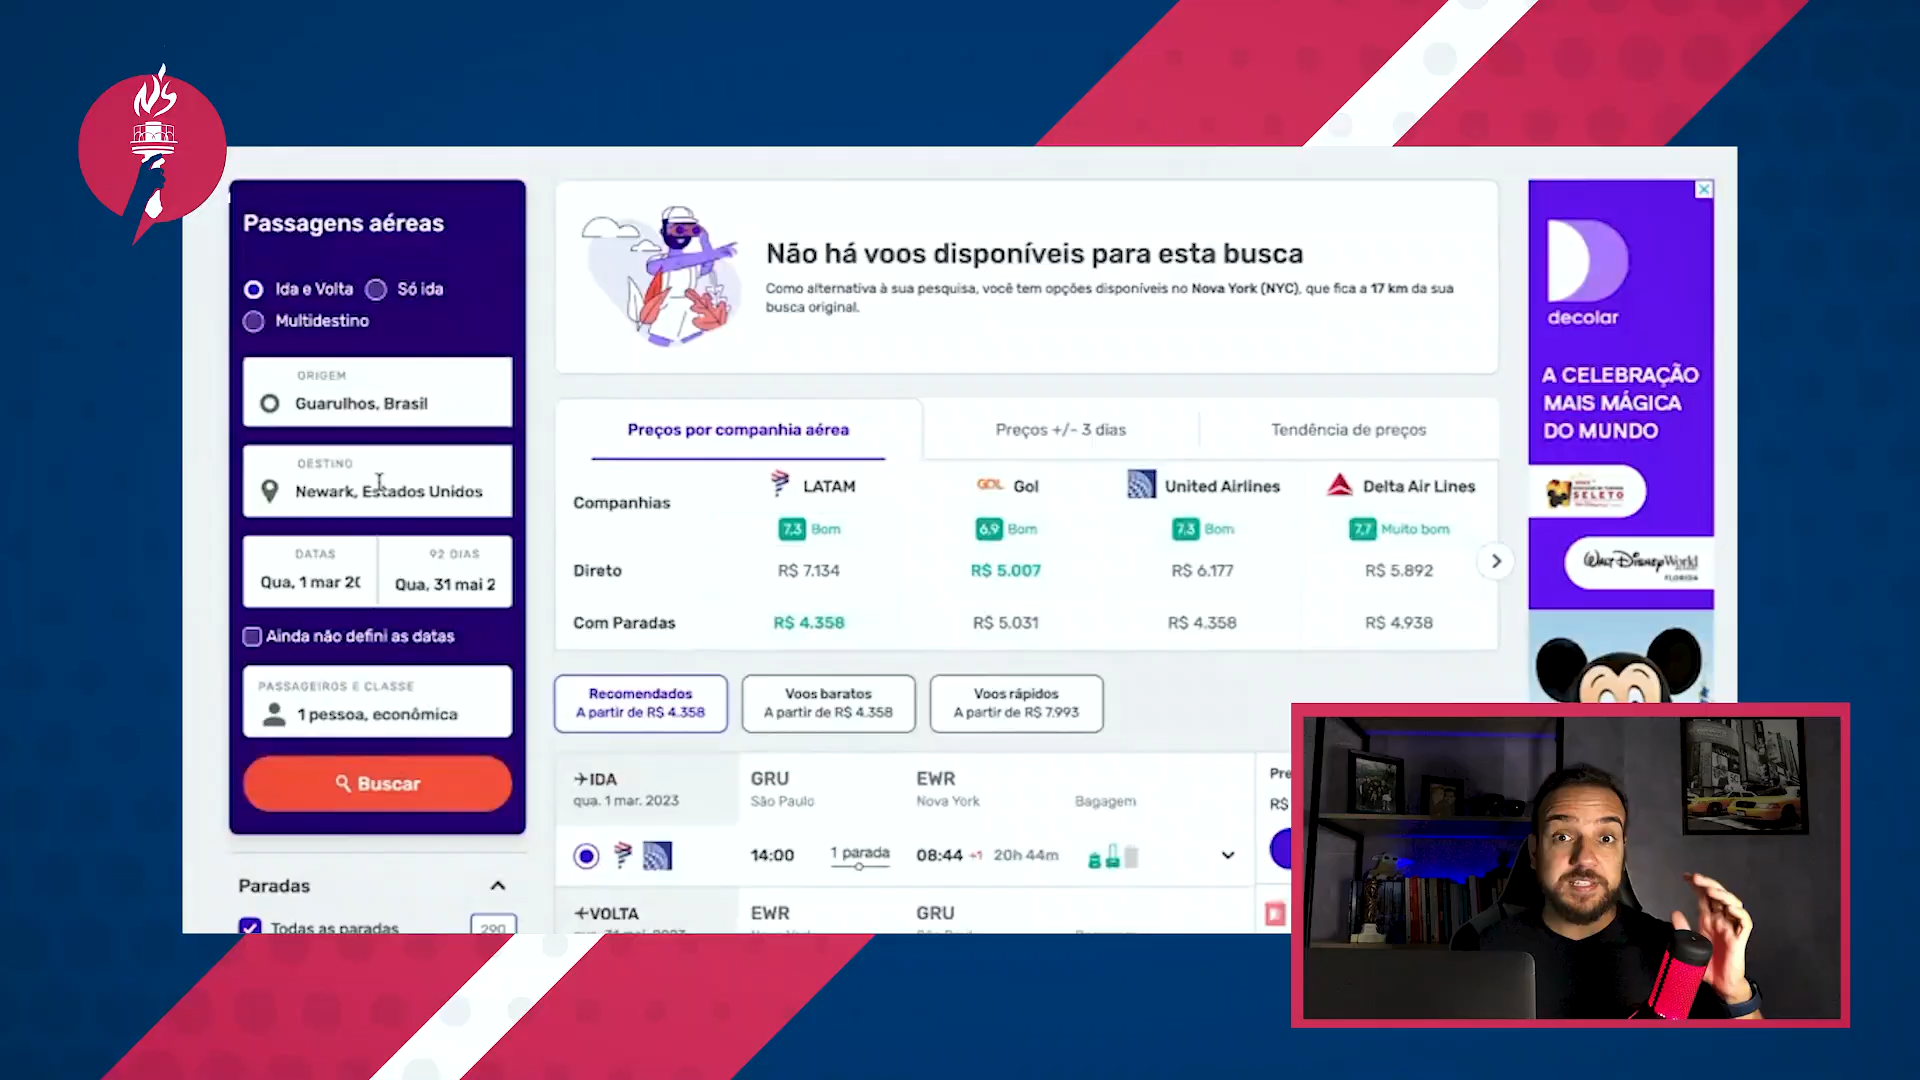 NS
Passagens aéreas
Ida e Volta
Só ida
Multidestino
ORIGEM
Guarulhos, Brasil
DESTINO
Newark, Estados Unidos
DATAS
92 DIAS
Qua, 1 mar 20
Qua, 31 mai 2
Ainda não defini as datas
PASSAGEIROS E CLASSE
1 pessoa, econômica
Buscar
Paradas
Todas as paradas
290
Não há voos disponíveis para esta busca
Como alternativa à sua pesquisa, você tem opções disponíveis no Nova York (NYC), que fica a 17 km da sua
busca original.
Preços por companhia aérea
Preços +/- 3 dias
Tendência de preços
Companhias
LATAM
Gol
United Airlines
Delta Air Lines
7,3 Bom
6,9 Bom
7,3 Bom
7,7 Muito bom
Direto
R$ 7.134
R$ 5.007
R$ 6.177
R$ 5.892
Com Paradas
R$ 4.358
R$ 5.031
R$ 4.358
R$ 4.938
Recomendados
A partir de R$ 4.358
Voos baratos
A partir de R$ 4.358
Voos rápidos
A partir de R$ 7.993
IDA
qua. 1 mar. 2023
GRU
São Paulo
EWR
Nova York
Bagagem
Pre
R$
14:00
1 parada
08:44 +1
20h 44m
VOLTA
EWR
GRU
decolar
A CELEBRAÇÃO
MAIS MÁGICA
DO MUNDO
SELETO
Walt Disney World
FLORIDA